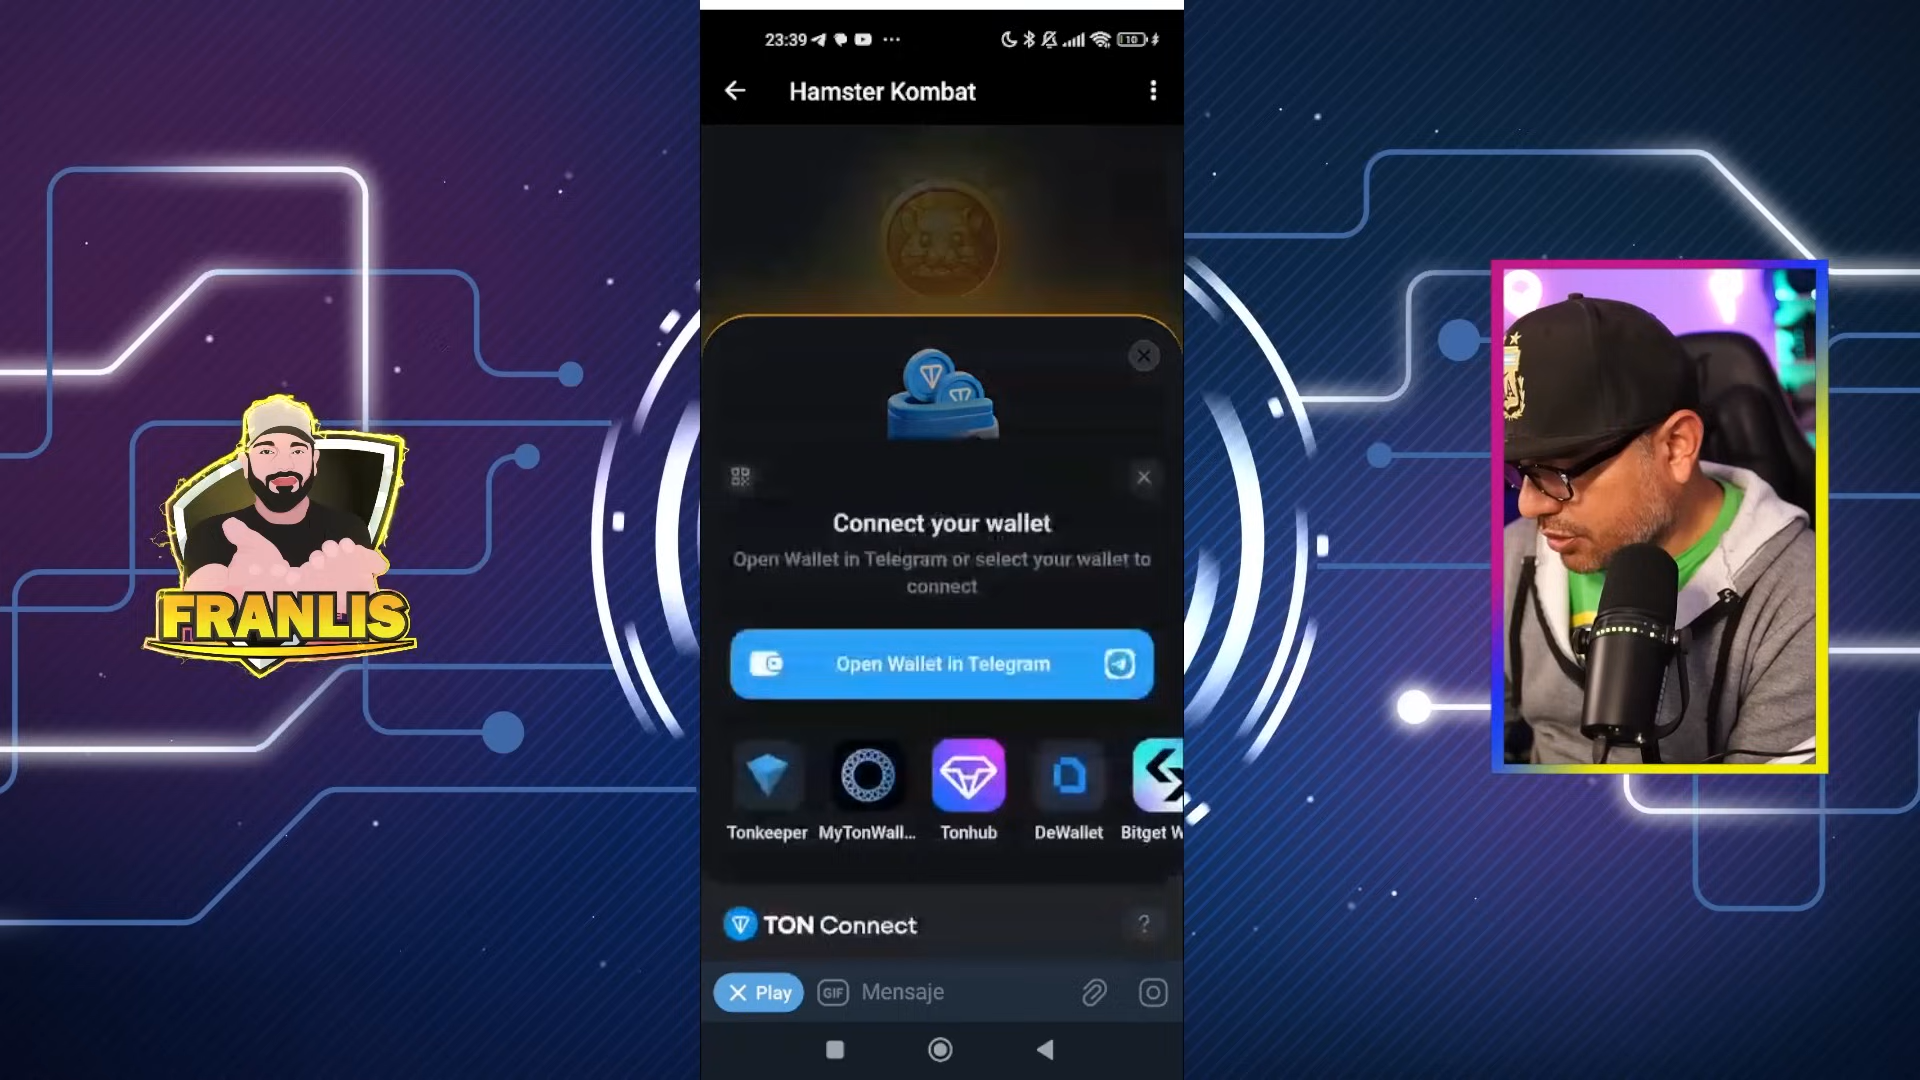 23:39
10
Hamster Kombat
Connect your wallet
Open Wallet in Telegram or select your wallet to
connect
Open Wallet in Telegram
Tonkeeper MyTonWall... Tonhub DeWallet Bitget W
TON Connect ?
Play GIF Mensaje
FRANLIS